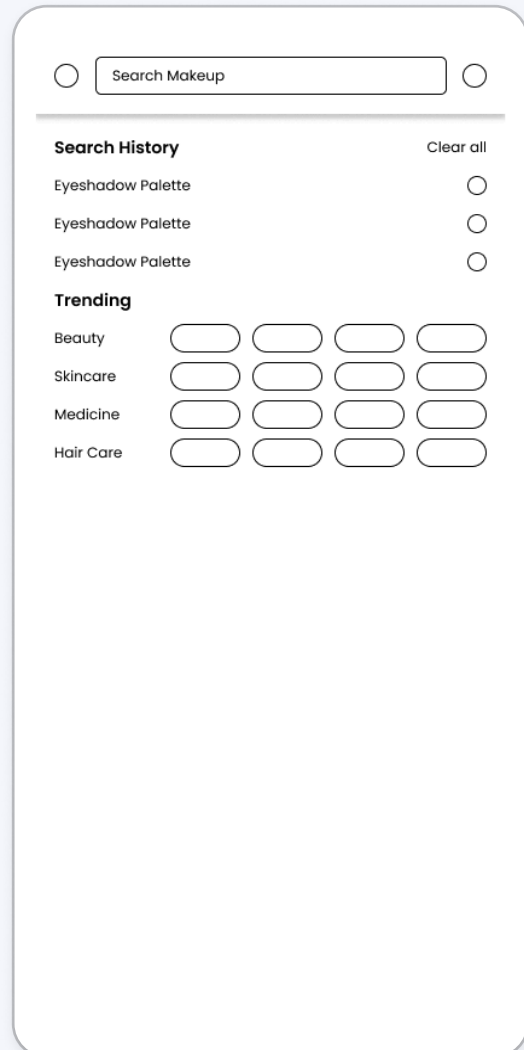 Search Makeup
Search History Clear all
Eyeshadow Palette
Eyeshadow Palette
Eyeshadow Palette
Trending
Beauty
Skincare
Medicine
Hair Care